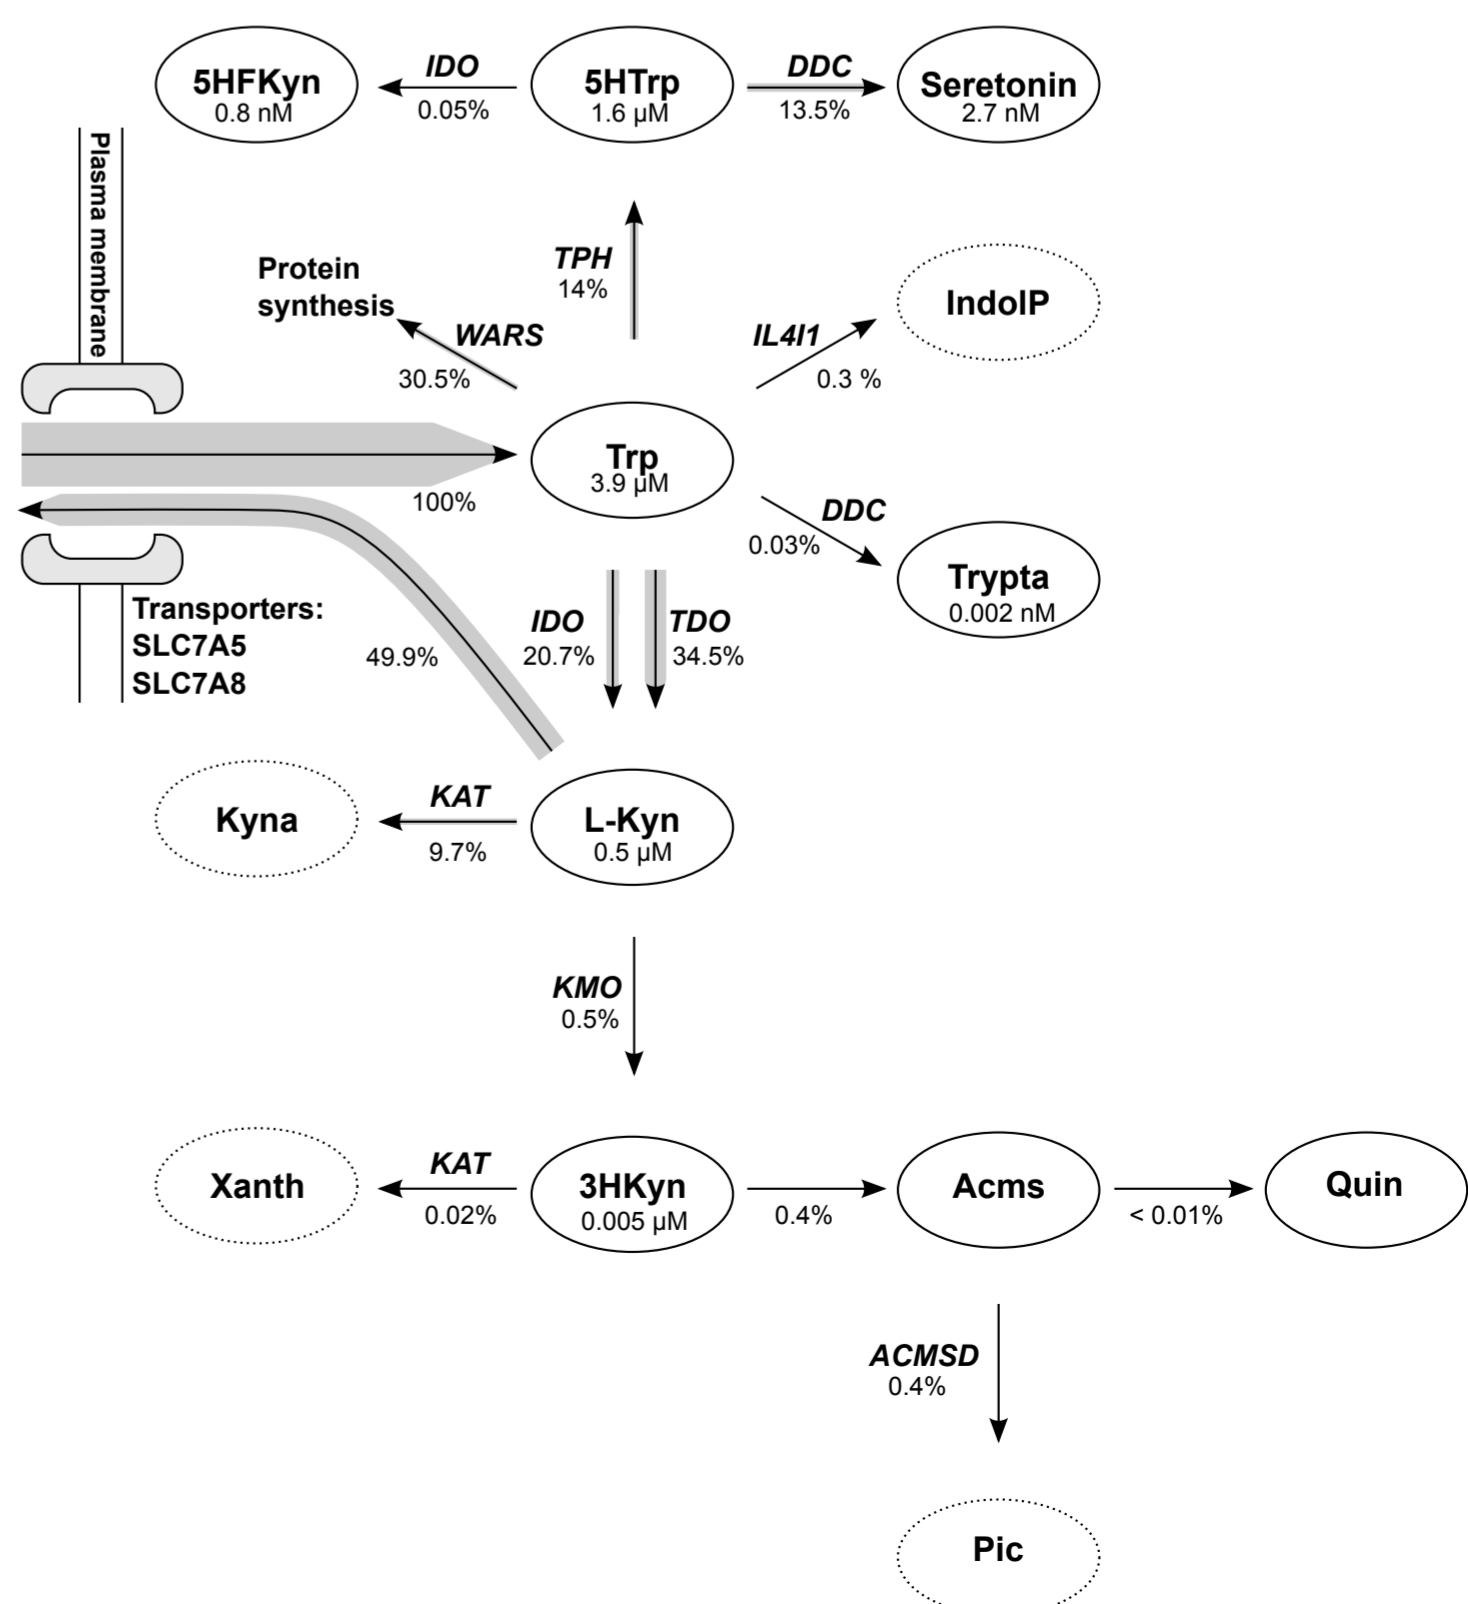 5HFKyn
0.8 nM
IDO
0.05%
5HTrp
1.6 µM
DDC
13.5%
Seretonin
2.7 nM
Plasma membrane
Protein
synthesis
WARS
30.5%
TPH
14%
IL4I1
0.3 %
IndolP
Trp
3.9 µM
100%
DDC
0.03%
Trypta
0.002 nM
Transporters:
SLC7A5
SLC7A8
49.9%
IDO
20.7%
TDO
34.5%
Kyna
KAT
9.7%
L-Kyn
0.5 µM
KMO
0.5%
Xanth
KAT
0.02%
3HKyn
0.005 µM
0.4%
Acms
< 0.01%
Quin
ACMSD
0.4%
Pic